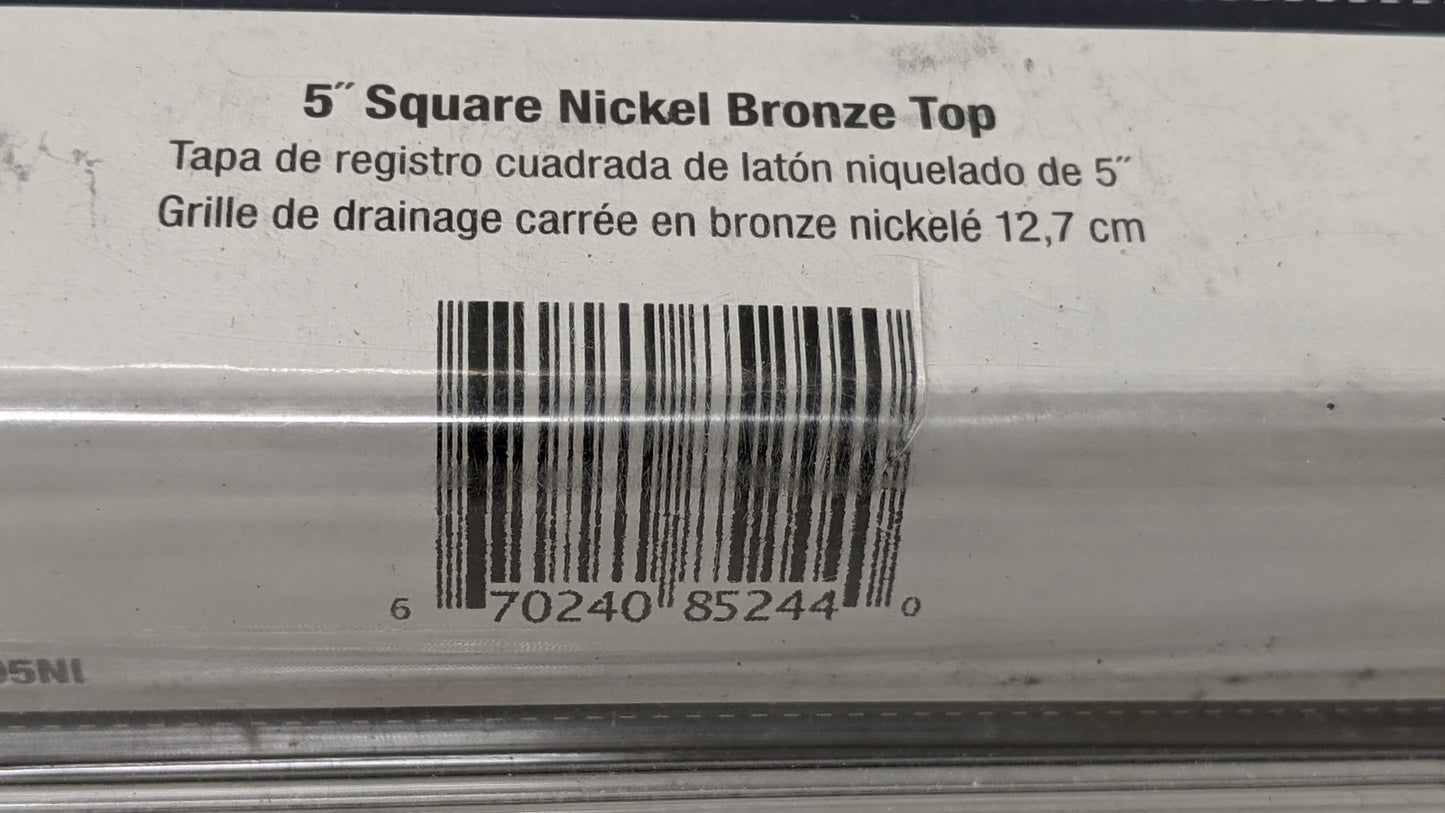 5″ Square Nickel Bronze Top
Tapa de registro cuadrada de latón niquelado de 5″
Grille de drainage carrée en bronze nickelé 12,7 cm
6 70240 85244 0
5NI